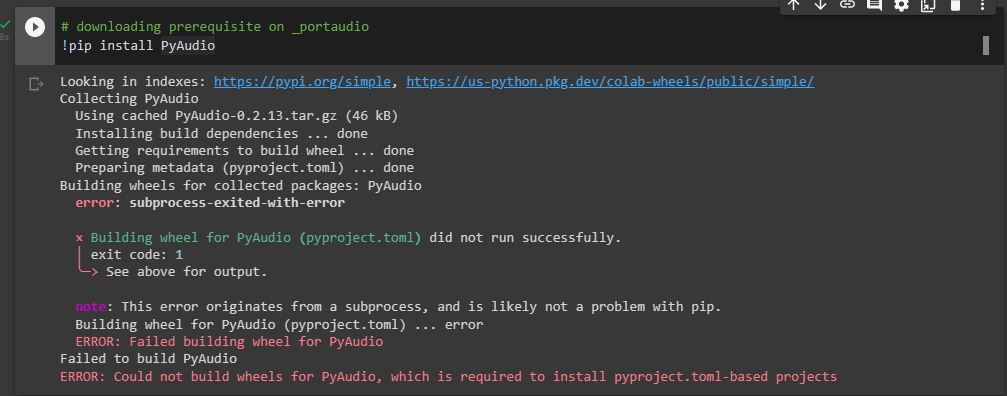 # downloading prerequisite on _portaudio
!pip install PyAudio
8s
Looking in indexes: https://pypi.org/simple, https://us-python.pkg.dev/colab-wheels/public/simple/
Collecting PyAudio
  Using cached PyAudio-0.2.13.tar.gz (46 kB)
  Installing build dependencies ... done
  Getting requirements to build wheel ... done
  Preparing metadata (pyproject.toml) ... done
Building wheels for collected packages: PyAudio
  error: subprocess-exited-with-error
  × Building wheel for PyAudio (pyproject.toml) did not run successfully.
  │ exit code: 1
  ╰─> See above for output.
  note: This error originates from a subprocess, and is likely not a problem with pip.
  Building wheel for PyAudio (pyproject.toml) ... error
  ERROR: Failed building wheel for PyAudio
Failed to build PyAudio
ERROR: Could not build wheels for PyAudio, which is required to install pyproject.toml-based projects